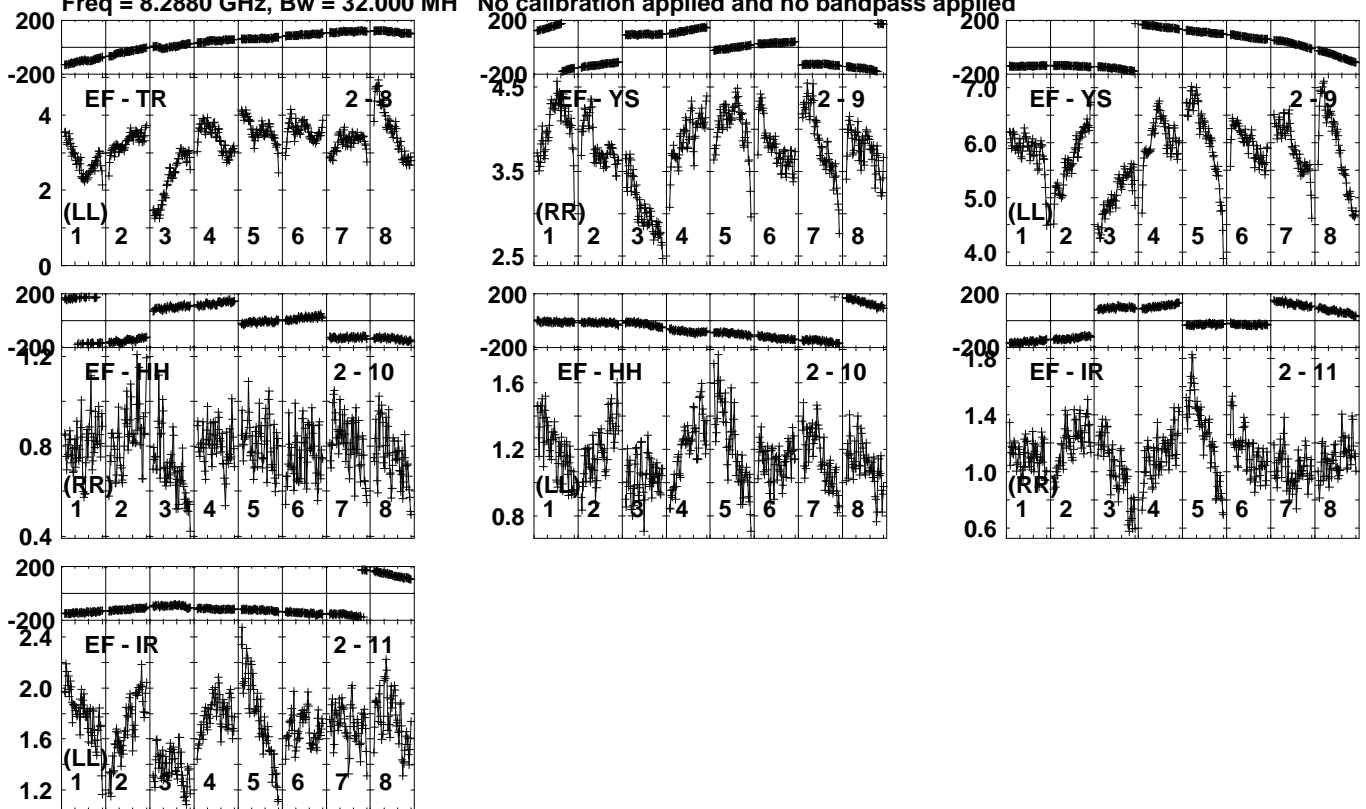 Freq = 8.2880 GHz, Bw = 32.000 MH No calibration applied and no bandpass applied
200
-200
EF - TR 2 - 8
4
2
(LL)
1 2 3 4 5 6 7 8
0
200
-200
4.5
EF - YS 2 - 9
3.5
(RR)
1 2 3 4 5 6 7 8
2.5
200
-200
7.0
EF - YS 2 - 9
6.0
5.0
(LL)
1 2 3 4 5 6 7 8
4.0
200
-200
1.2
EF - HH 2 - 10
0.8
(RR)
1 2 3 4 5 6 7 8
0.4
200
-200
EF - HH 2 - 10
1.6
1.2
(LL)
1 2 3 4 5 6 7 8
0.8
200
-200
1.8
EF - IR 2 - 11
1.4
1.0
(RR)
1 2 3 4 5 6 7 8
0.6
200
-200
2.4
EF - IR 2 - 11
2.0
1.6
(LL)
1 2 3 4 5 6 7 8
1.2